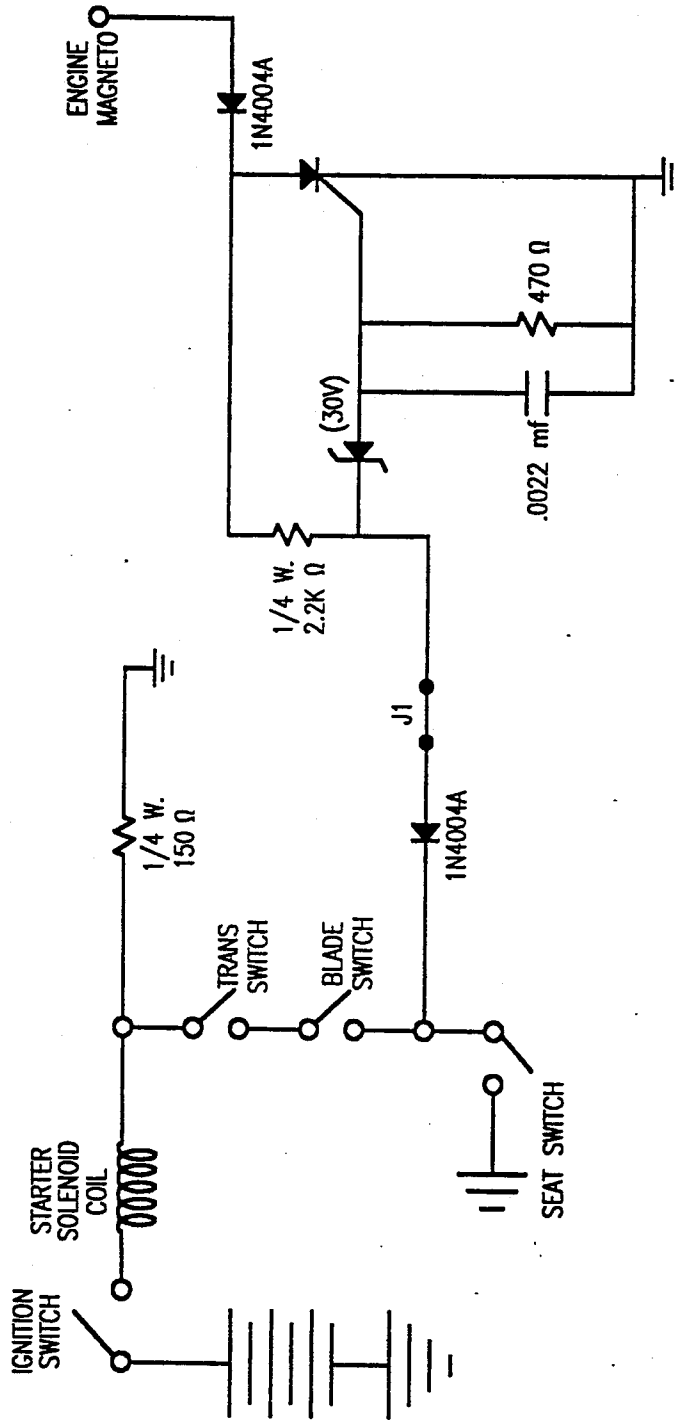 IGNITION
SWITCH
STARTER
SOLENOID
COIL
1/4 W.
150 Ω
TRANS
SWITCH
BLADE
SWITCH
SEAT SWITCH
1N4004A
J1
1/4 W.
2.2K Ω
(30V)
.0022 mf
470 Ω
1N4004A
ENGINE
MAGNETO